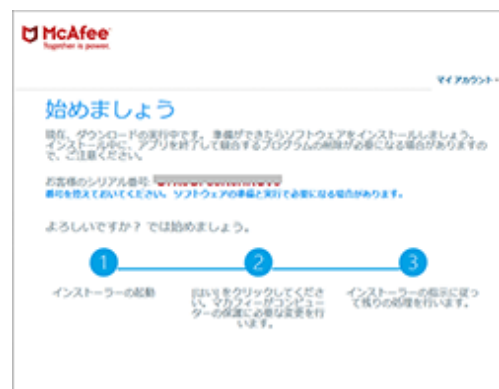 McAfee
Together is power.
マイ アカウント
始めましょう
現在、ダウンロードの実行中です。準備ができたらソフトウェアをインストールしましょう。
インストール中に、アプリを終了して競合するプログラムの削除が必要になる場合がありますの
で、ご注意ください。
お客様のシリアル番号:
番号を控えておいてください。ソフトウェアの準備と実行で必要になる場合があります。
よろしいですか? では始めましょう。
1
2
3
インストーラーの起動
[はい] をクリックしてくださ
い。マカフィーがコンピュー
ターの保護に必要な変更を行
います。
インストーラーの指示に従っ
て残りの処理を行います。